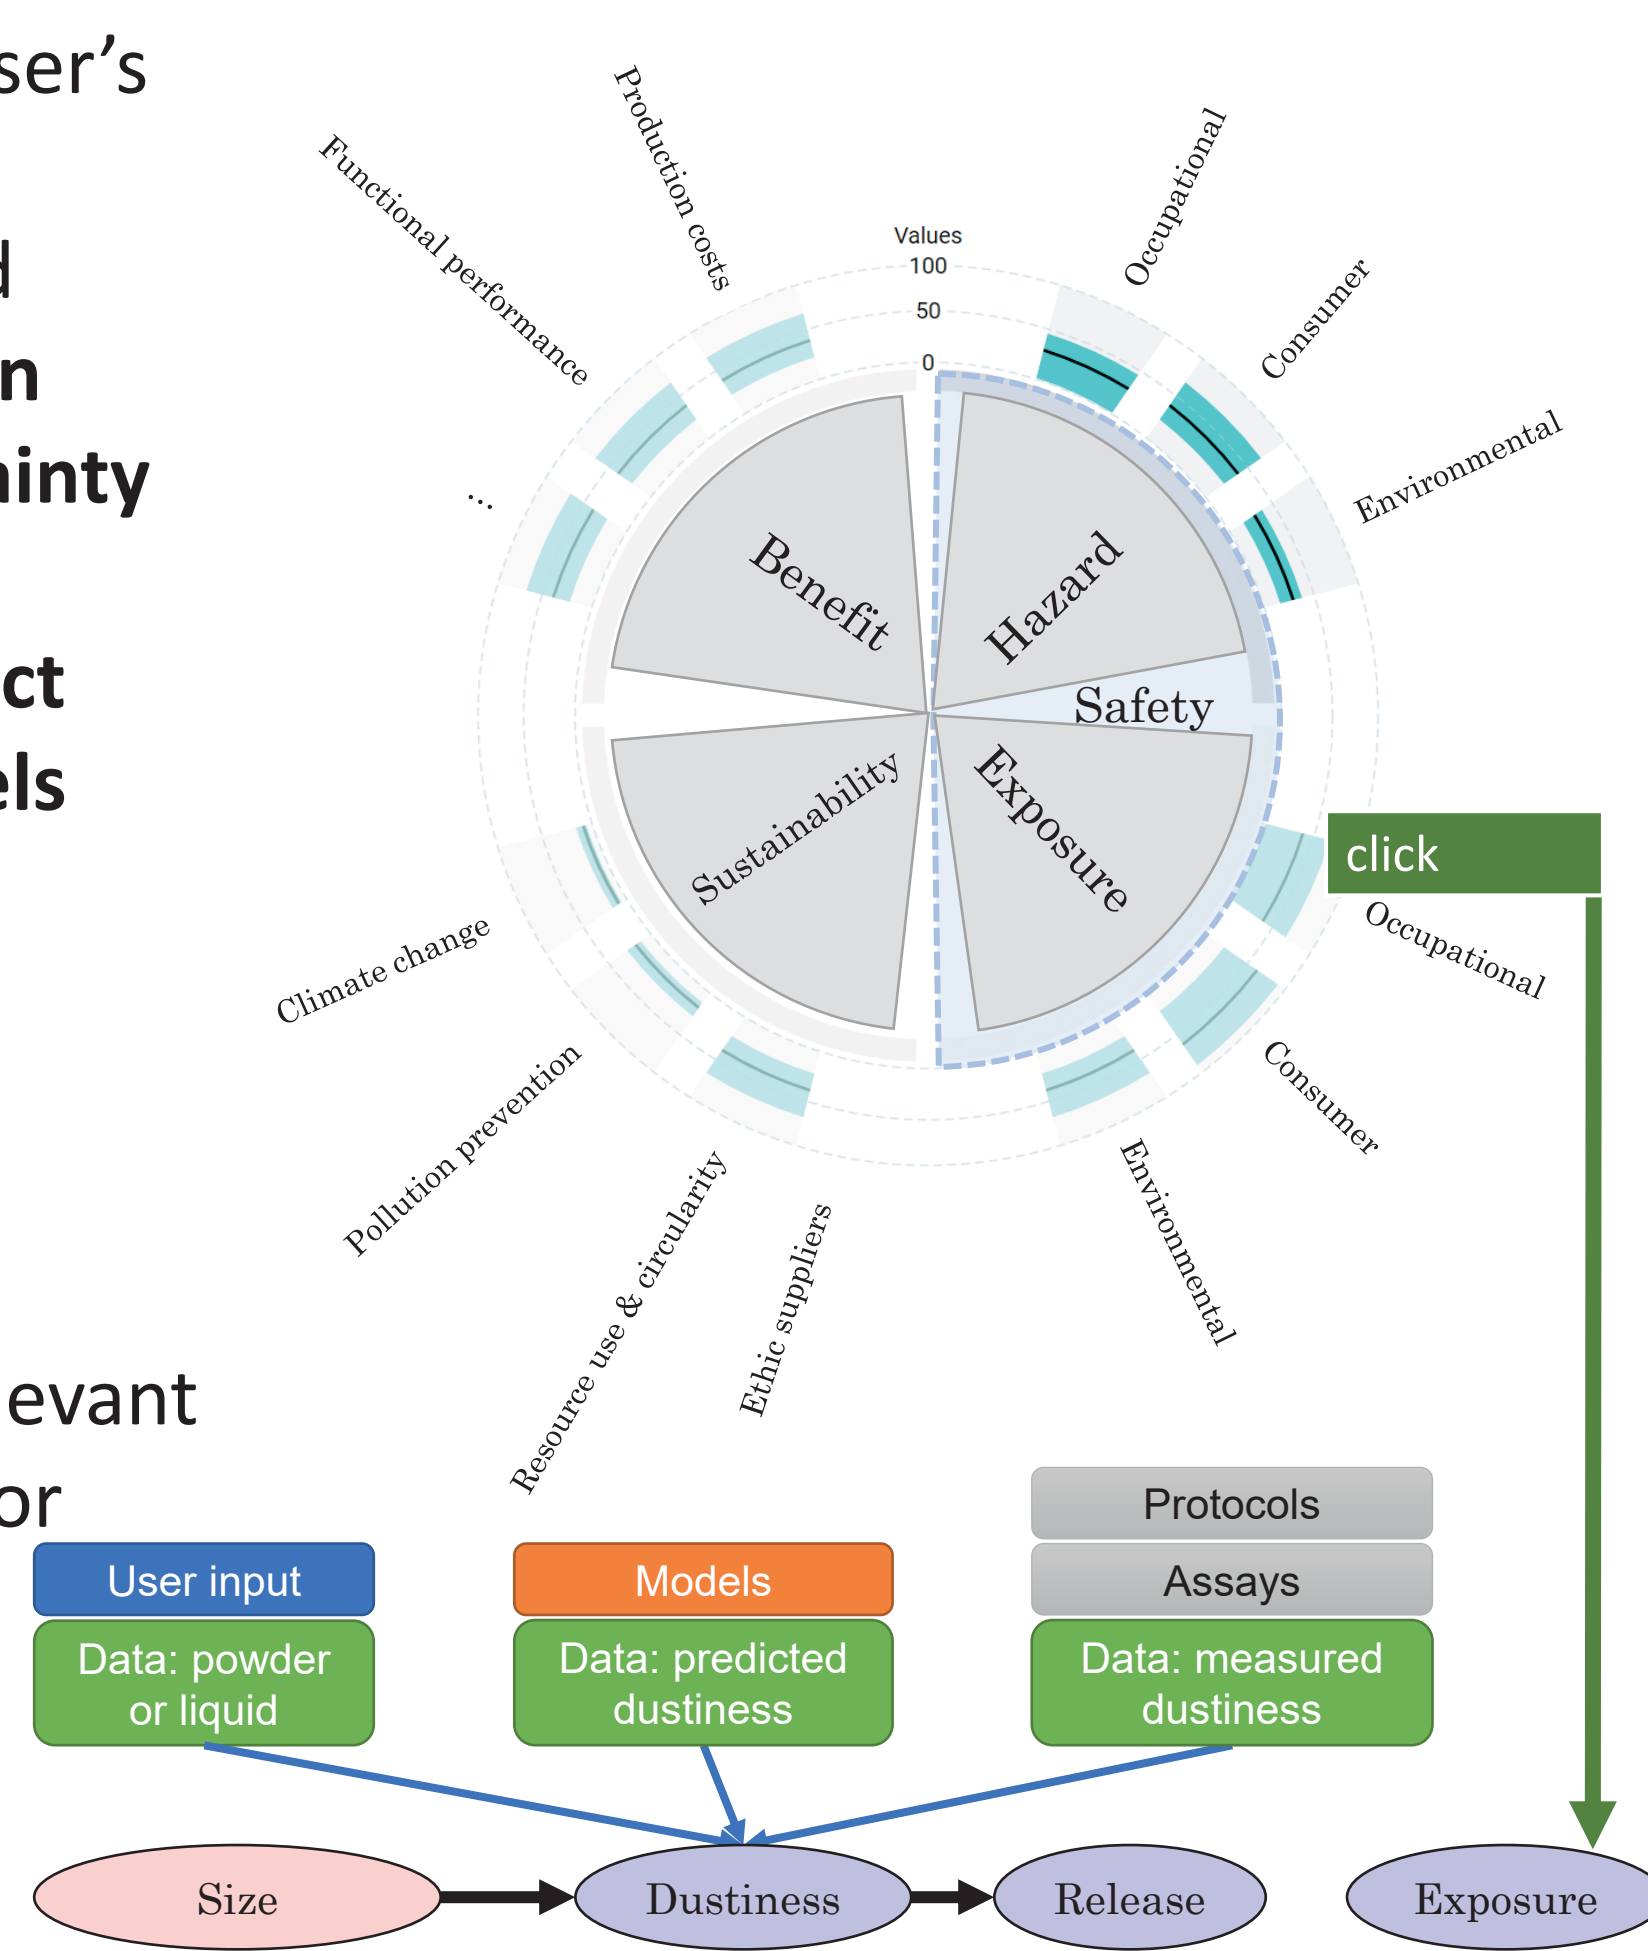 ser’s
d
n
ainty
ct
els
Production costs
Functional performance
...
Values
100
50
0
Occupational
Consumer
Environmental
Benefit
Hazard
Safety
Sustainability
Exposure
click
Occupational
Consumer
Environmental
Climate change
Pollution prevention
Resource use & circularity
Ethic suppliers
levant
or
User input
Data: powder
or liquid
Models
Data: predicted
dustiness
Protocols
Assays
Data: measured
dustiness
Size
Dustiness
Release
Exposure